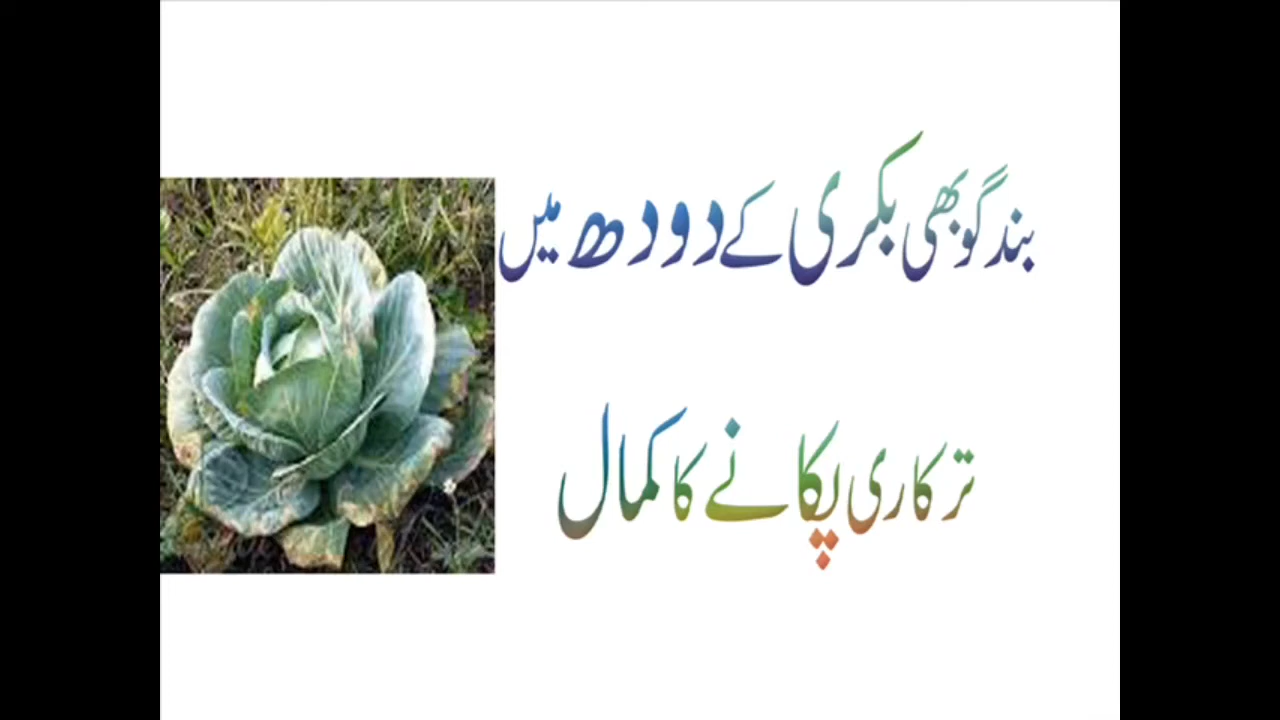 بند گوبھی بکری کے دودھ میں
ترکاری پکانے کا کمال